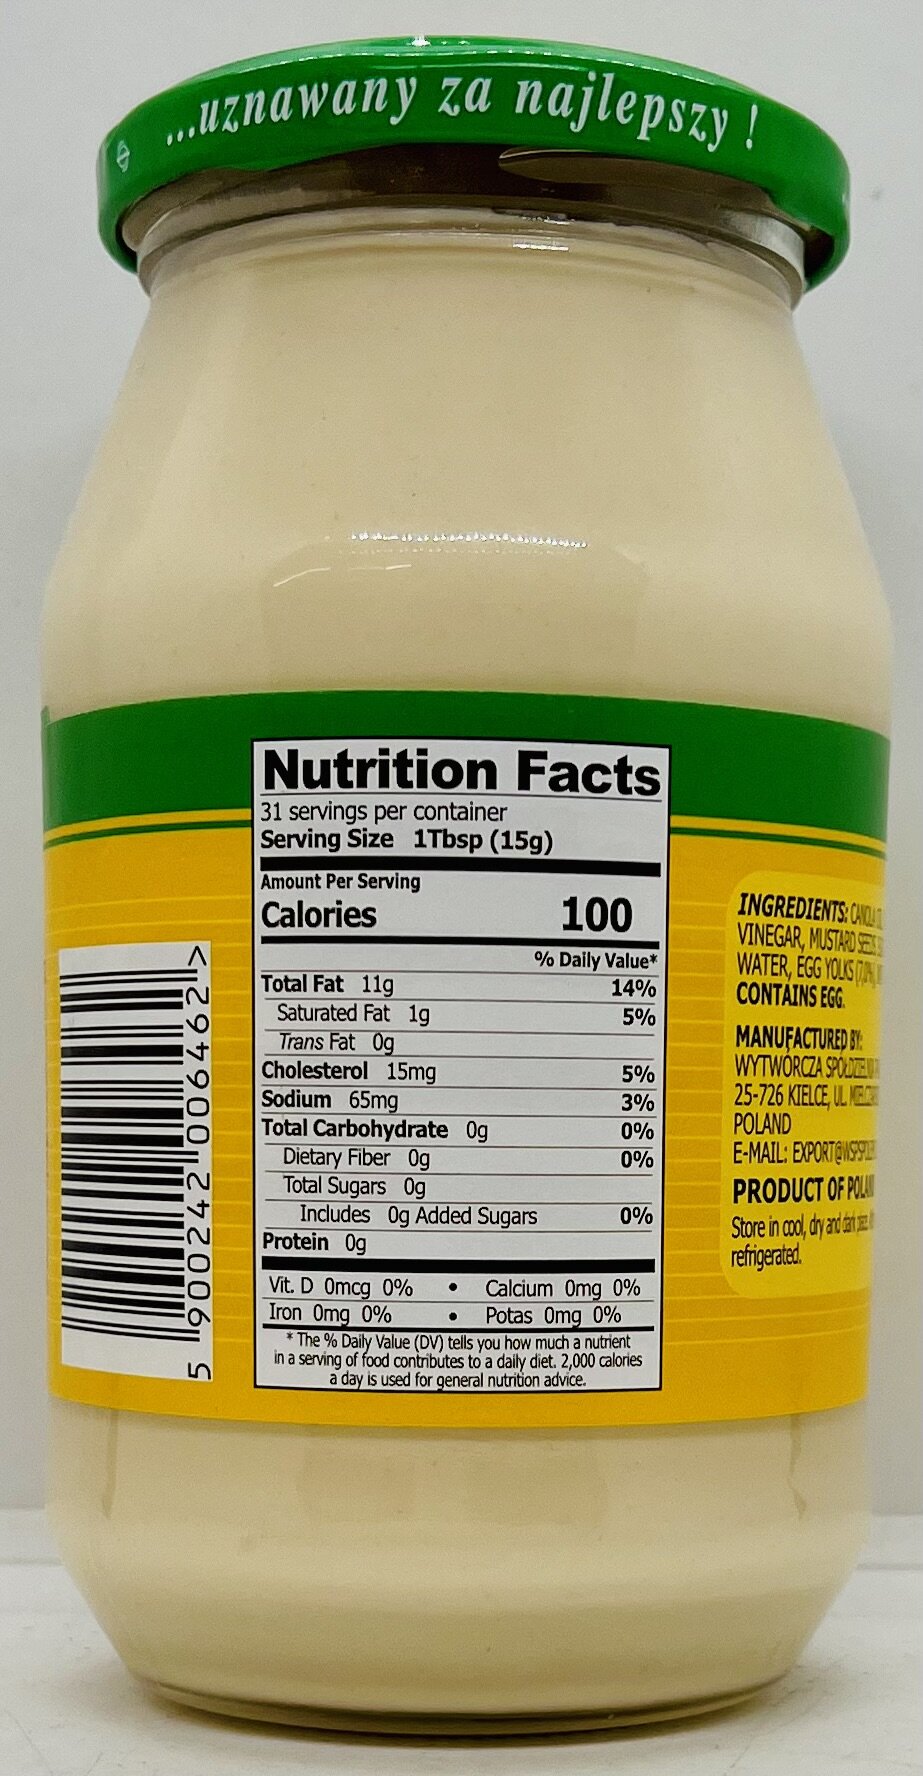 ...uznawany za najlepszy !
Nutrition Facts
31 servings per container
Serving Size 1Tbsp (15g)
Amount Per Serving
Calories 100
% Daily Value*
Total Fat 11g 14%
Saturated Fat 1g 5%
Trans Fat 0g
Cholesterol 15mg 5%
Sodium 65mg 3%
Total Carbohydrate 0g 0%
Dietary Fiber 0g 0%
Total Sugars 0g
Includes 0g Added Sugars 0%
Protein 0g
Vit. D 0mcg 0% • Calcium 0mg 0%
Iron 0mg 0% • Potas 0mg 0%
* The % Daily Value (DV) tells you how much a nutrient
in a serving of food contributes to a daily diet. 2,000 calories
a day is used for general nutrition advice.
5 900242 006462 >
INGREDIENTS:
VINEGAR, MUSTARD
WATER, EGG YOLKS
CONTAINS EGG.
MANUFACTURED BY:
WYTWÓRCZA
25-726 KIELCE, UL.
POLAND
E-MAIL:
PRODUCT OF
Store in cool, dry and dark
refrigerated.